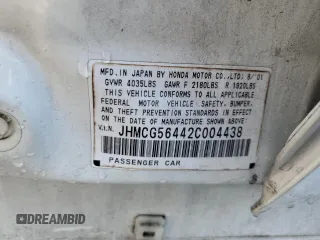 MFD. IN JAPAN BY HONDA MOTOR CO., LTD. 8/'01
GVWR 4035LBS GAWR F 2180LBS R 1920LBS
THIS VEHICLE CONFORMS TO ALL APPLICABLE
FEDERAL MOTOR VEHICLE SAFETY, BUMPER,
AND THEFT PREVENTION STANDARDS IN EFFECT
ON THE DATE OF MANUFACTURE SHOWN ABOVE.
V.I.N. JHMCG56442C004438
PASSENGER CAR
DREAMBID